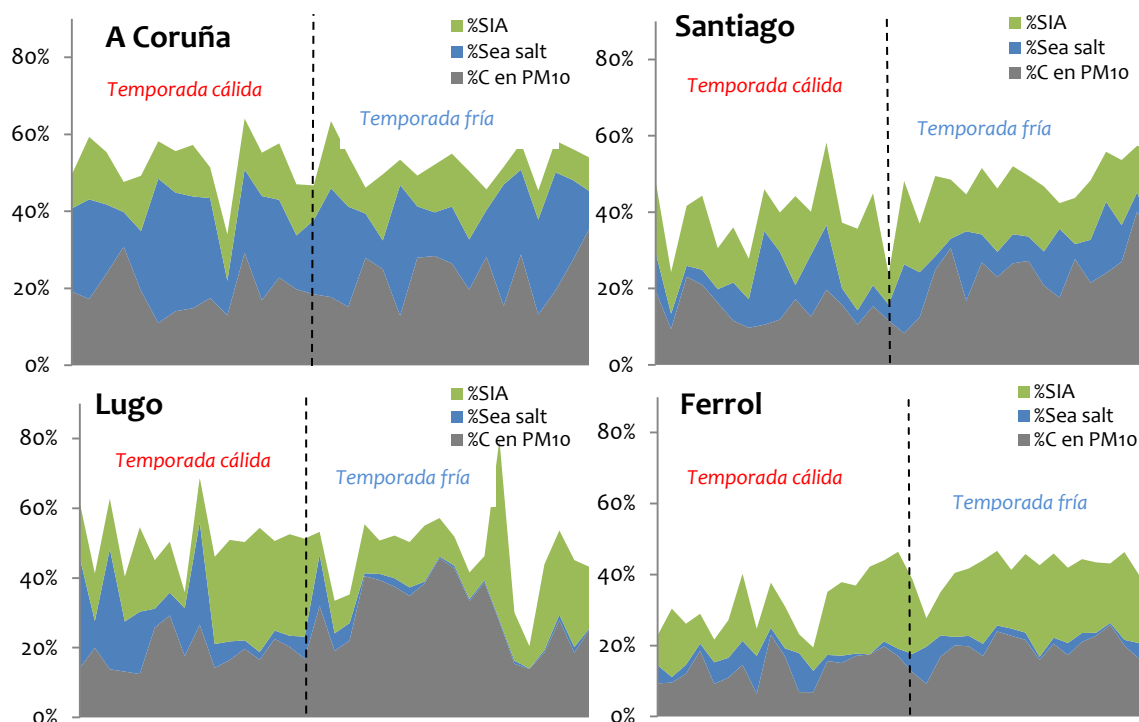 A Coruña
%SIA
%Sea salt
%C en PM10
Temporada cálida
Temporada fría
80%
60%
40%
20%
0%
Santiago
%SIA
%Sea salt
%C en PM10
Temporada cálida
Temporada fría
80%
60%
40%
20%
0%
Lugo
%SIA
%Sea salt
%C en PM10
Temporada cálida
Temporada fría
80%
60%
40%
20%
0%
Ferrol
%SIA
%Sea salt
%C en PM10
Temporada cálida
Temporada fría
80%
60%
40%
20%
0%